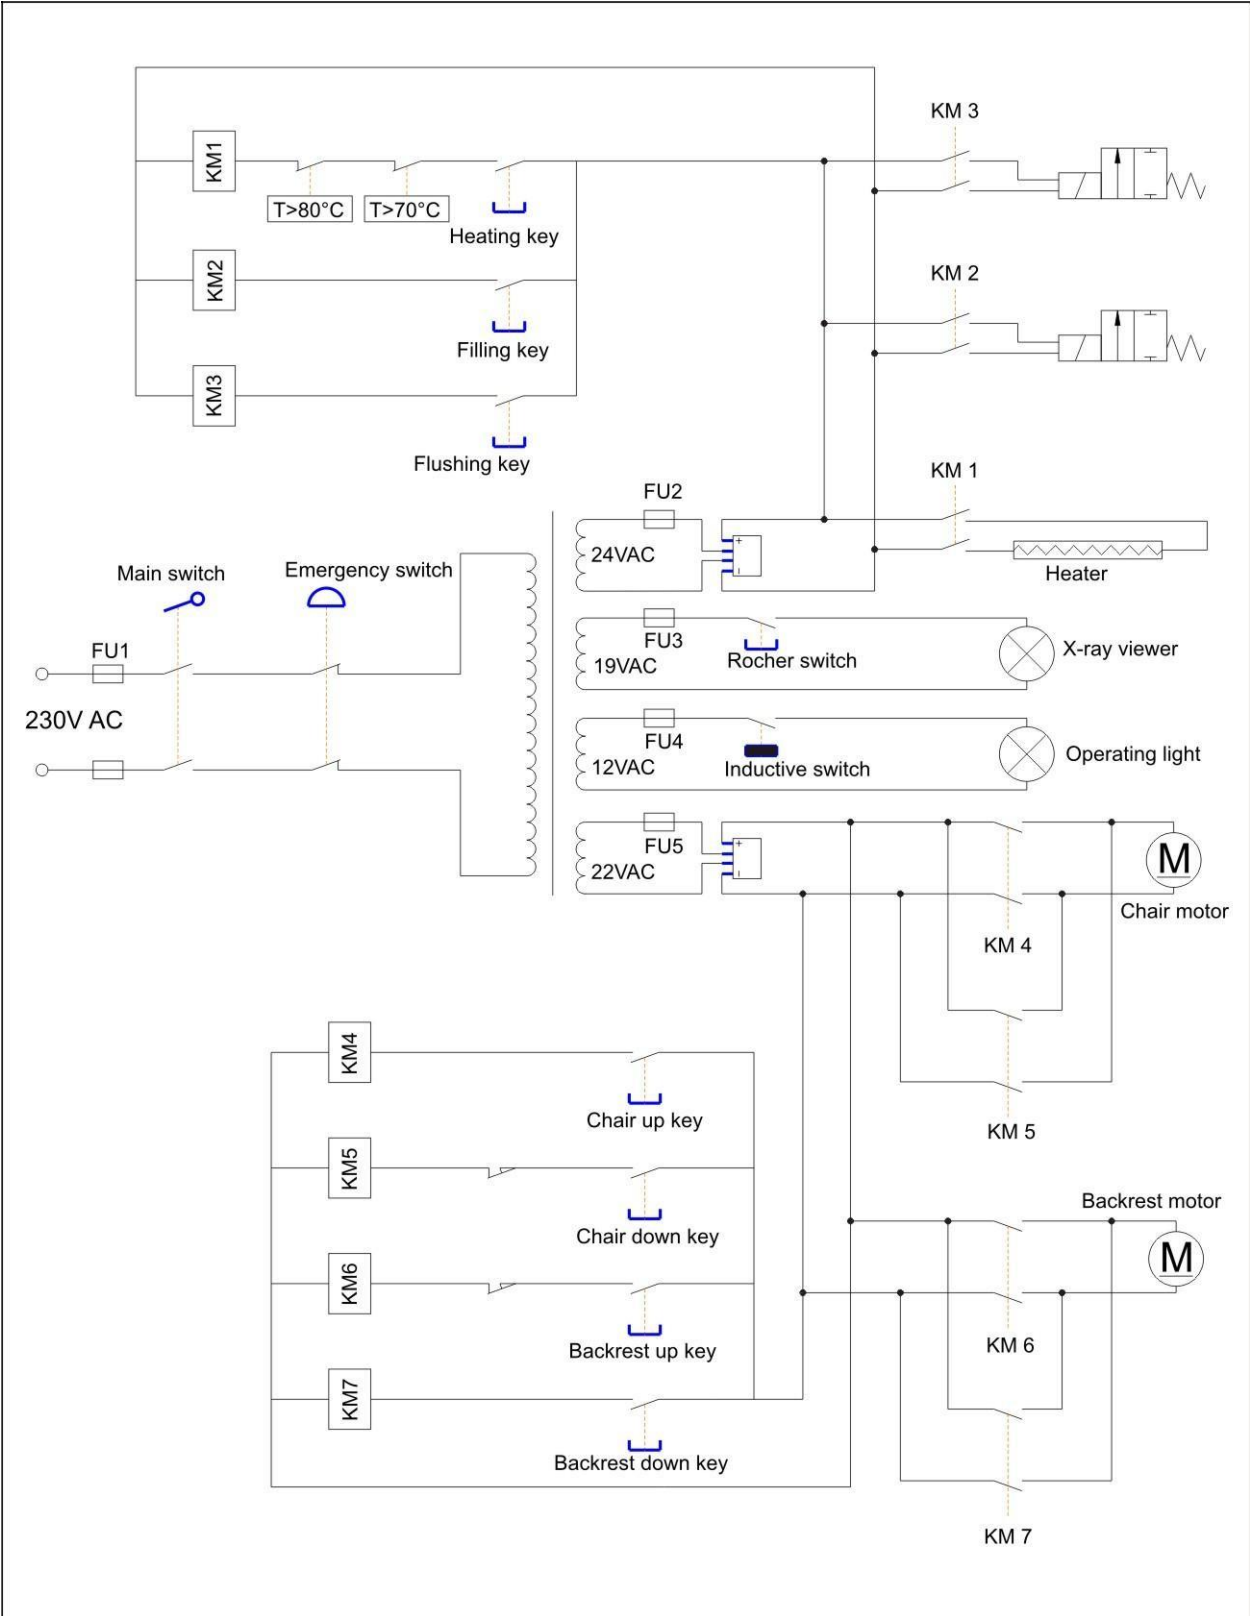 KM 3
KM1
T>80°C
T>70°C
Heating key
KM2
KM 2
Filling key
KM3
Flushing key
KM 1
FU2
+
24VAC
Heater
Main switch
Emergency switch
FU1
FU3
19VAC
Rocher switch
X-ray viewer
230V AC
FU4
12VAC
Inductive switch
Operating light
FU5
+
22VAC
M
Chair motor
KM 4
KM4
Chair up key
KM 5
KM5
Chair down key
Backrest motor
M
KM6
Backrest up key
KM 6
KM7
Backrest down key
KM 7